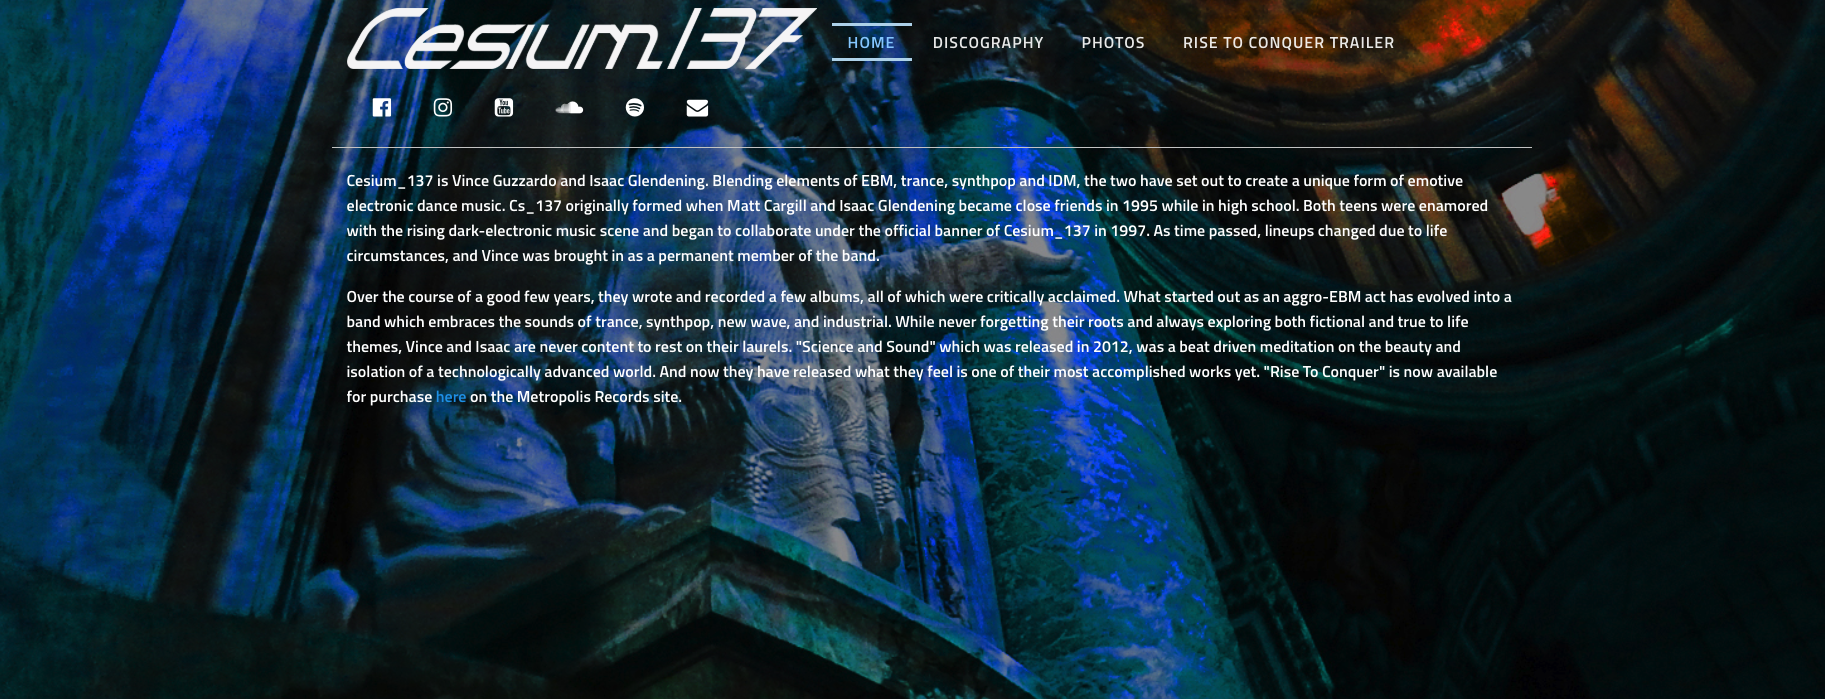 Cesium 137
HOME DISCOGRAPHY PHOTOS RISE TO CONQUER TRAILER
You
Tube
Cesium_137 is Vince Guzzardo and Isaac Glendening. Blending elements of EBM, trance, synthpop and IDM, the two have set out to create a unique form of emotive
electronic dance music. Cs_137 originally formed when Matt Cargill and Isaac Glendening became close friends in 1995 while in high school. Both teens were enamored
with the rising dark-electronic music scene and began to collaborate under the official banner of Cesium_137 in 1997. As time passed, lineups changed due to life
circumstances, and Vince was brought in as a permanent member of the band.
Over the course of a good few years, they wrote and recorded a few albums, all of which were critically acclaimed. What started out as an aggro-EBM act has evolved into a
band which embraces the sounds of trance, synthpop, new wave, and industrial. While never forgetting their roots and always exploring both fictional and true to life
themes, Vince and Isaac are never content to rest on their laurels. "Science and Sound" which was released in 2012, was a beat driven meditation on the beauty and
isolation of a technologically advanced world. And now they have released what they feel is one of their most accomplished works yet. "Rise To Conquer" is now available
for purchase here on the Metropolis Records site.